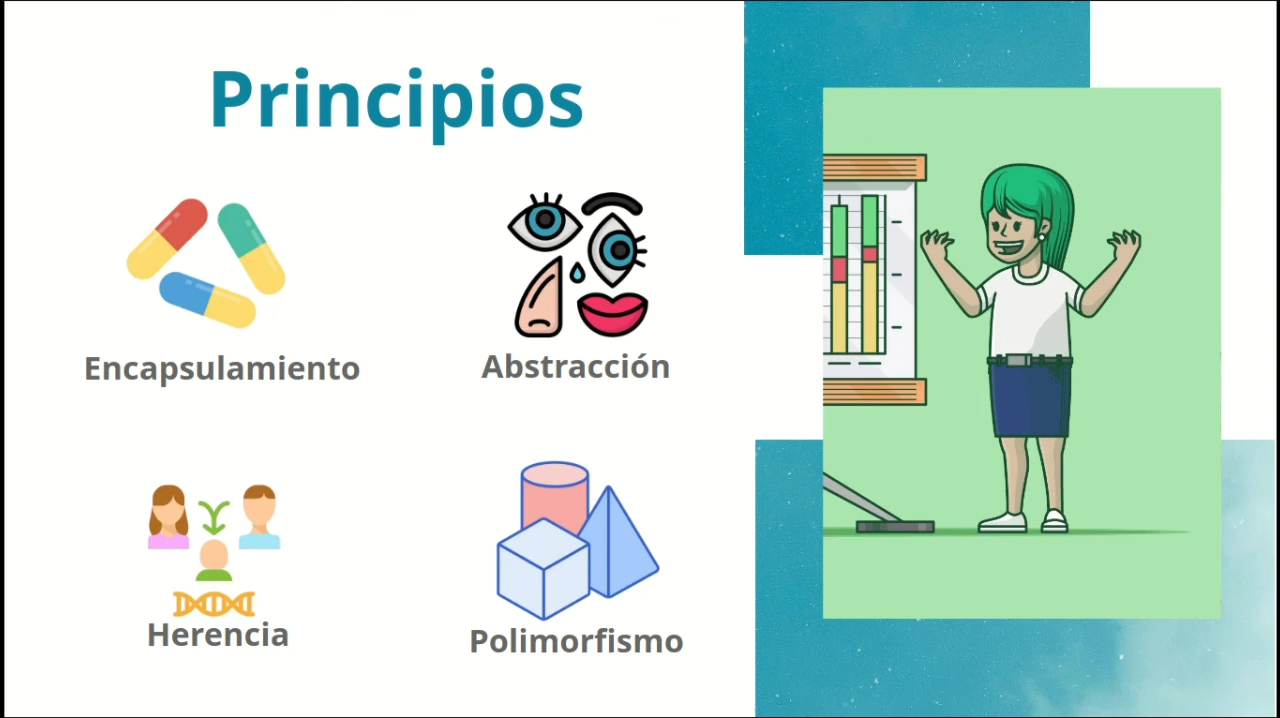 Principios
Encapsulamiento
Abstracción
Herencia
Polimorfismo